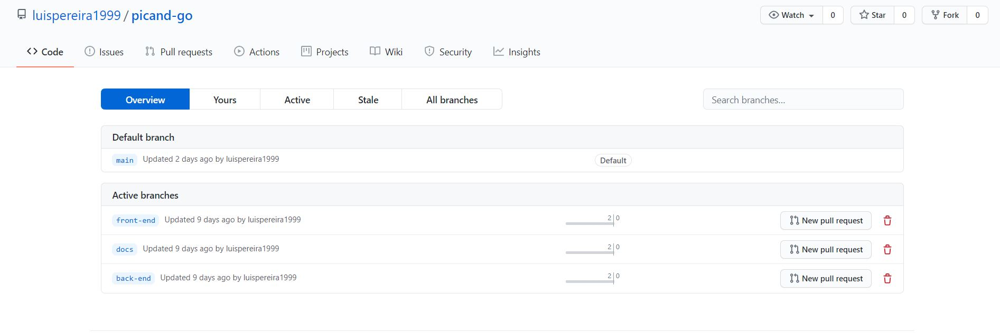 luispereira1999 / picand-go
Watch 0 Star 0 Fork 0
Code Issues Pull requests Actions Projects Wiki Security Insights
Overview Yours Active Stale All branches Search branches...
Default branch
main Updated 2 days ago by luispereira1999 Default
Active branches
front-end Updated 9 days ago by luispereira1999 2 0 New pull request
docs Updated 9 days ago by luispereira1999 2 0 New pull request
back-end Updated 9 days ago by luispereira1999 2 0 New pull request